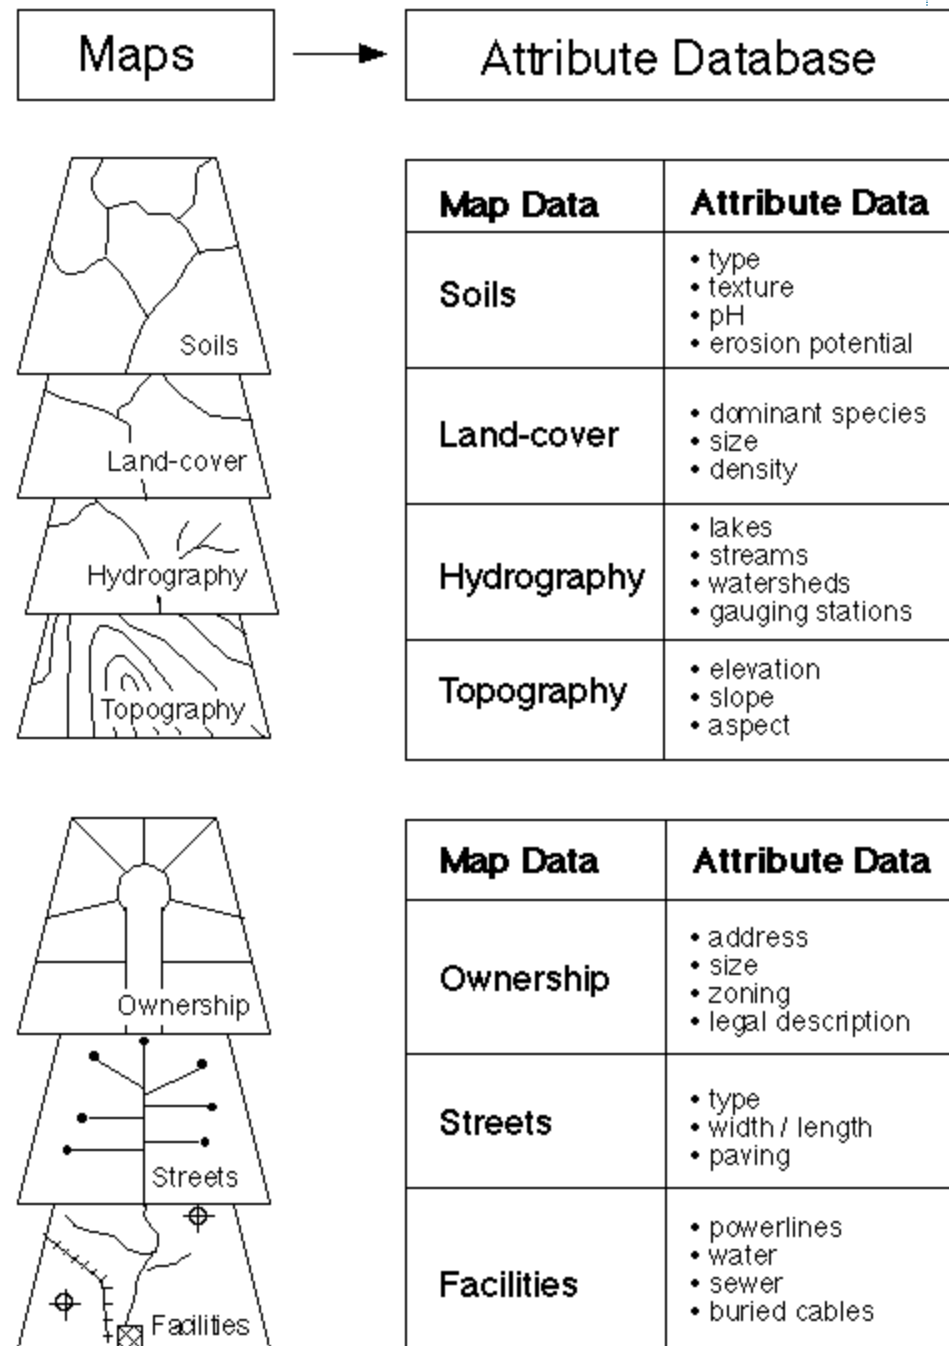 Maps
Attribute Database
Soils
Land-cover
Hydrography
Topography
Map Data
Attribute Data
Soils
• type
• texture
• pH
• erosion potential
Land-cover
• dominant species
• size
• density
Hydrography
• lakes
• streams
• watersheds
• gauging stations
Topography
• elevation
• slope
• aspect
Ownership
Streets
Facilities
Map Data
Attribute Data
Ownership
• address
• size
• zoning
• legal description
Streets
• type
• width / length
• paving
Facilities
• powerlines
• water
• sewer
• buried cables